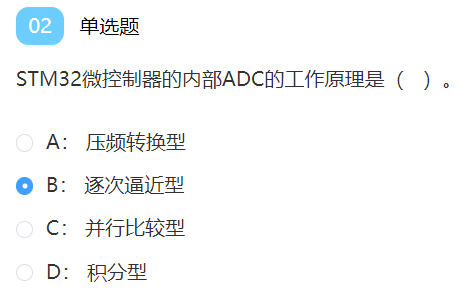 02 单选题
STM32微控制器的内部ADC的工作原理是（ ）。
A： 压频转换型
B： 逐次逼近型
C： 并行比较型
D： 积分型